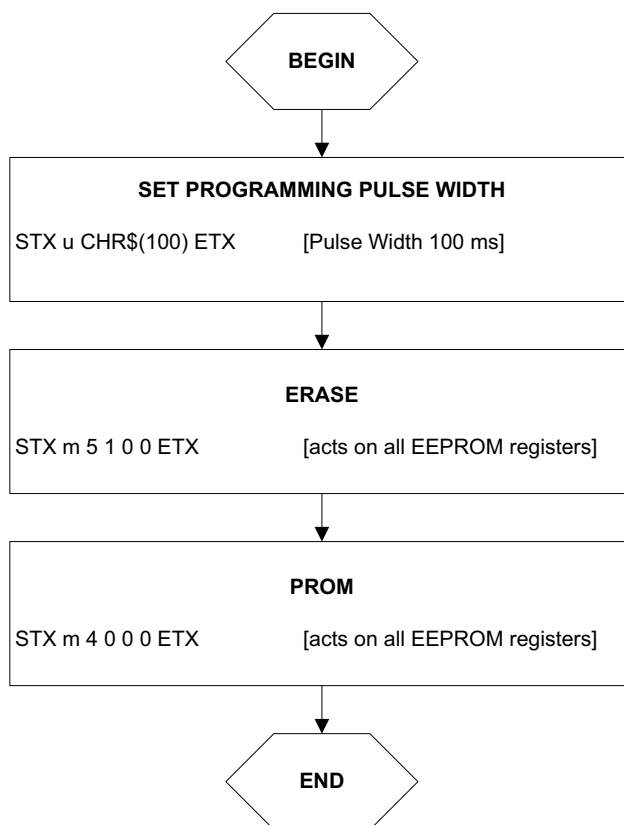 BEGIN
SET PROGRAMMING PULSE WIDTH
STX u CHR$(100) ETX [Pulse Width 100 ms]
ERASE
STX m 5 1 0 0 ETX [acts on all EEPROM registers]
PROM
STX m 4 0 0 0 ETX [acts on all EEPROM registers]
END